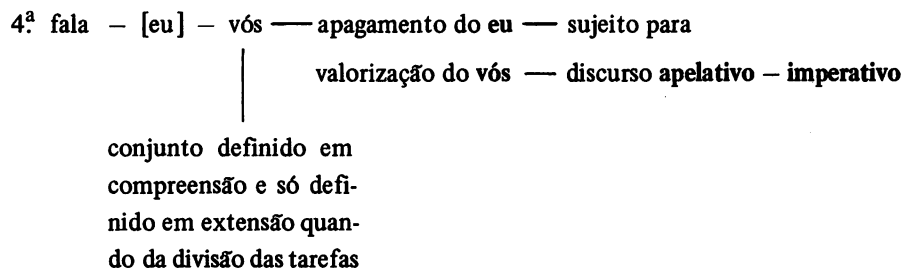 4.ª fala – [eu] – vós — apagamento do eu — sujeito para
valorização do vós — discurso apelativo – imperativo
conjunto definido em
compreensão e só defi-
nido em extensão quan-
do da divisão das tarefas